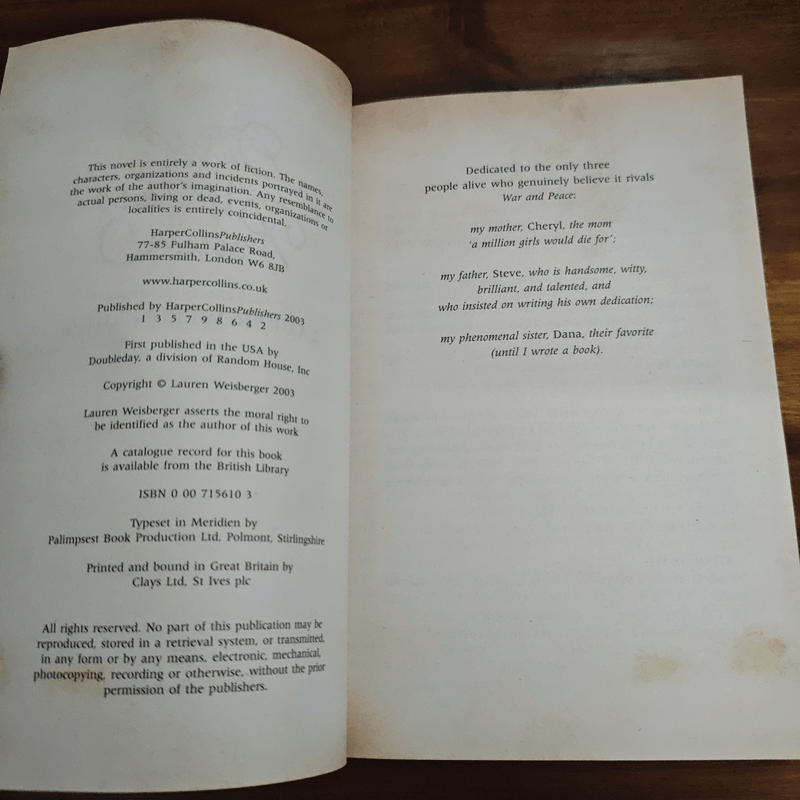 This novel is entirely a work of fiction. The names,
characters, organizations and incidents portrayed in it are
the work of the author's imagination. Any resemblance to
actual persons, living or dead, events, organizations or
localities is entirely coincidental.
HarperCollinsPublishers
77-85 Fulham Palace Road,
Hammersmith, London W6 8JB
www.harpercollins.co.uk
Published by HarperCollinsPublishers 2003
1 3 5 7 9 8 6 4 2
First published in the USA by
Doubleday, a division of Random House, Inc
Copyright © Lauren Weisberger 2003
Lauren Weisberger asserts the moral right to
be identified as the author of this work
A catalogue record for this book
is available from the British Library
ISBN 0 00 715610 3
Typeset in Meridien by
Palimpsest Book Production Ltd, Polmont, Stirlingshire
Printed and bound in Great Britain by
Clays Ltd, St Ives plc
All rights reserved. No part of this publication may be
reproduced, stored in a retrieval system, or transmitted,
in any form or by any means, electronic, mechanical,
photocopying, recording or otherwise, without the prior
permission of the publishers.
Dedicated to the only three
people alive who genuinely believe it rivals
War and Peace:
my mother, Cheryl, the mom
'a million girls would die for';
my father, Steve, who is handsome, witty,
brilliant, and talented, and
who insisted on writing his own dedication;
my phenomenal sister, Dana, their favorite
(until I wrote a book).